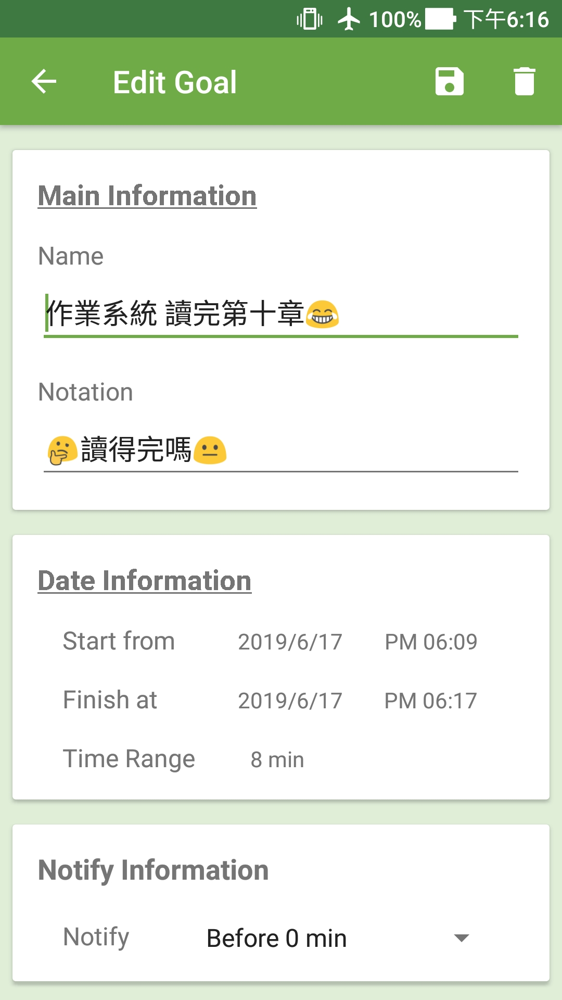 100% 下午6:16
Edit Goal
Main Information
Name
作業系統 讀完第十章😂
Notation
🤔讀得完嗎😐
Date Information
Start from 2019/6/17 PM 06:09
Finish at 2019/6/17 PM 06:17
Time Range 8 min
Notify Information
Notify Before 0 min